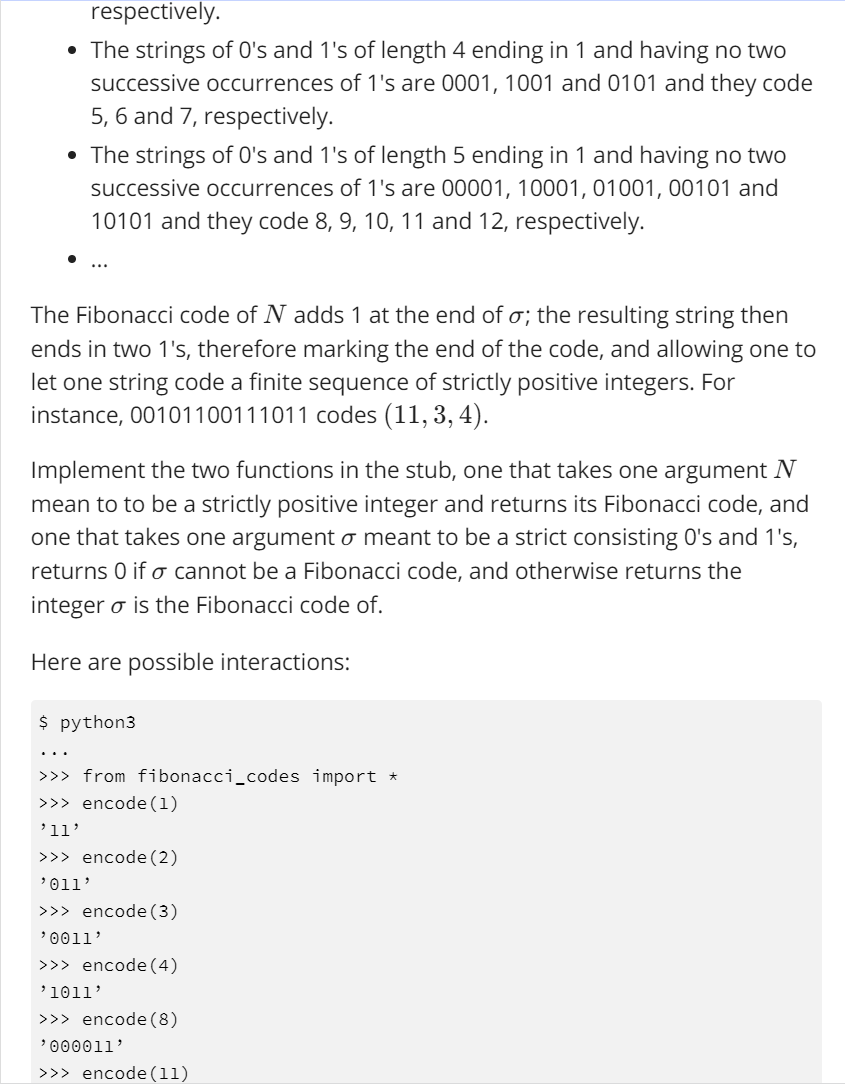 respectively.
• The strings of 0's and 1's of length 4 ending in 1 and having no two
successive occurrences of 1's are 0001, 1001 and 0101 and they code
5, 6 and 7, respectively.
• The strings of 0's and 1's of length 5 ending in 1 and having no two
successive occurrences of 1's are 00001, 10001, 01001, 00101 and
10101 and they code 8, 9, 10, 11 and 12, respectively.
• ...
The Fibonacci code of N adds 1 at the end of σ; the resulting string then
ends in two 1's, therefore marking the end of the code, and allowing one to
let one string code a finite sequence of strictly positive integers. For
instance, 00101100111011 codes (11, 3, 4).
Implement the two functions in the stub, one that takes one argument N
mean to to be a strictly positive integer and returns its Fibonacci code, and
one that takes one argument σ meant to be a strict consisting 0's and 1's,
returns 0 if σ cannot be a Fibonacci code, and otherwise returns the
integer σ is the Fibonacci code of.
Here are possible interactions:
$ python3
...
>>> from fibonacci_codes import *
>>> encode(1)
’11’
>>> encode(2)
’011’
>>> encode(3)
’0011’
>>> encode(4)
’1011’
>>> encode(8)
’000011’
>>> encode(11)